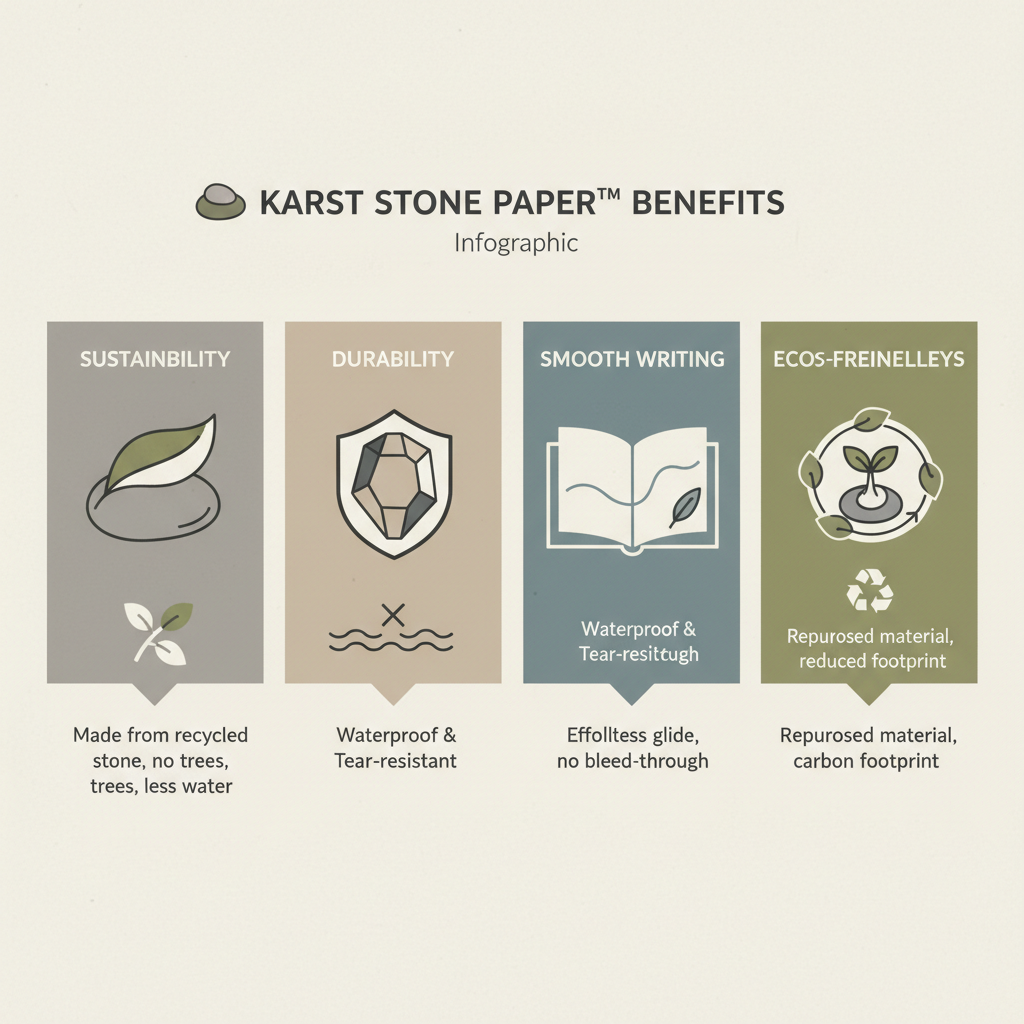 KARST STONE PAPER™ BENEFITS
Infographic
SUSTAINBILITY
DURABILITY
SMOOTH WRITING
ECOS-FREINELLEYS
Waterproof &
Tear-resittugh
Repurosed material,
reduced footprint
Made from recycled
stone, no trees,
trees, less water
Waterproof &
Tear-resistant
Effolltess glide,
no bleed-through
Repurosed material,
carbon footprint